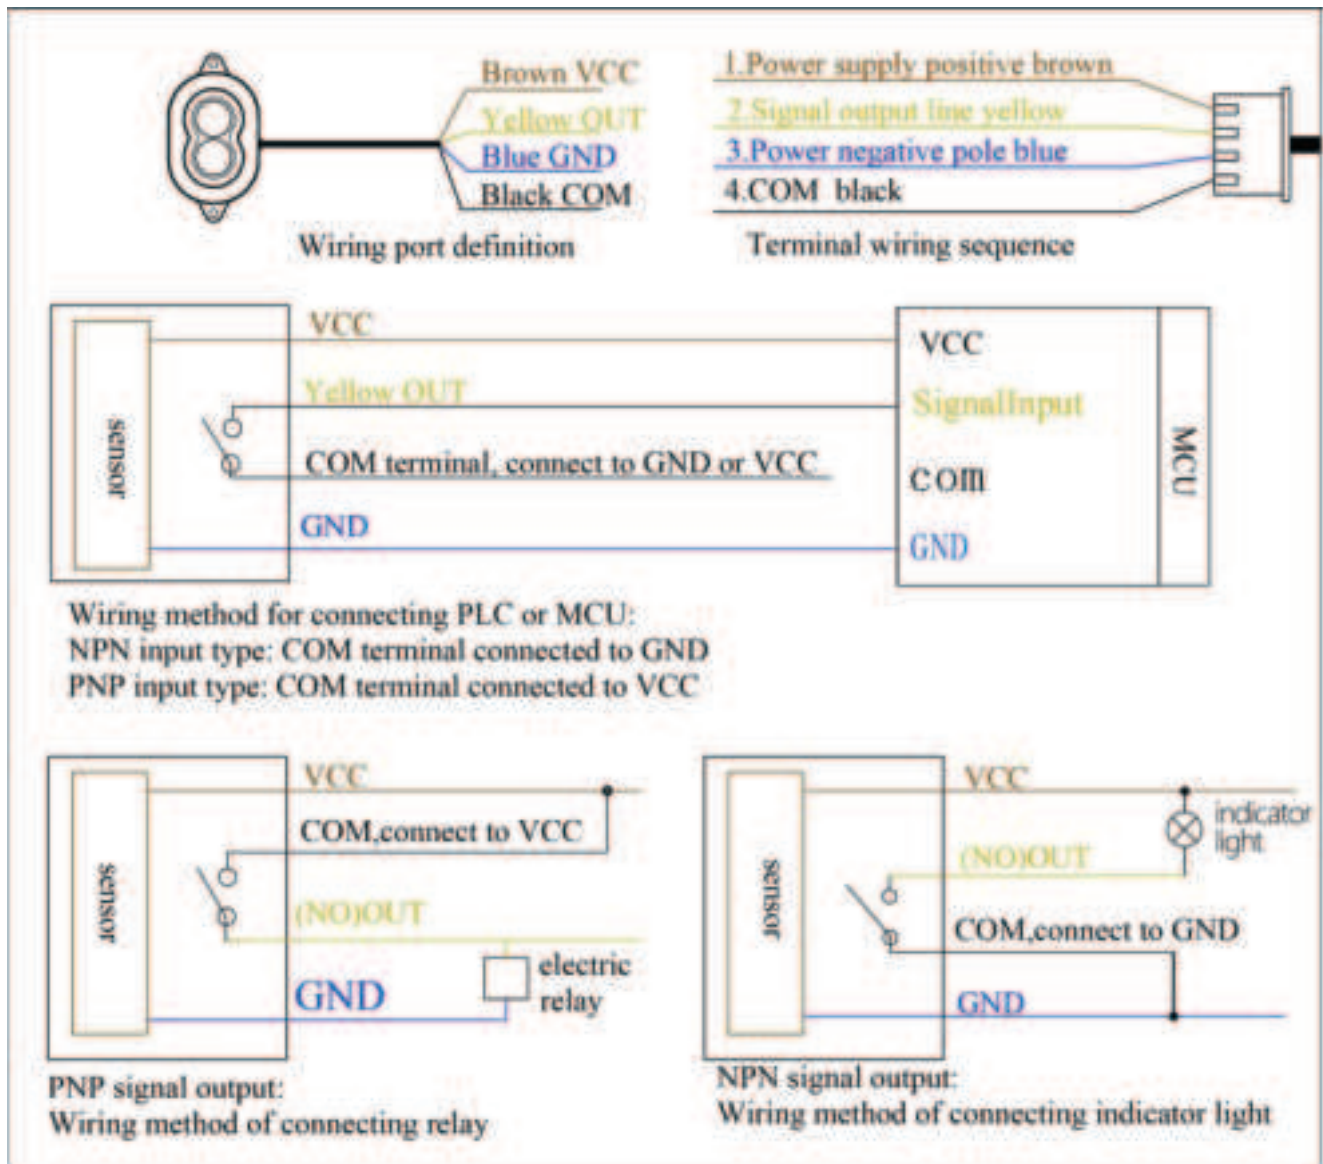 Brown VCC
Yellow OUT
Blue GND
Black COM
Wiring port definition
1.Power supply positive brown
2.Signal output line yellow
3.Power negative pole blue
4.COM black
Terminal wiring sequence
sensor
VCC
Yellow OUT
COM terminal, connect to GND or VCC
GND
VCC
SignalInput
COM
GND
MCU
Wiring method for connecting PLC or MCU:
NPN input type: COM terminal connected to GND
PNP input type: COM terminal connected to VCC
sensor
VCC
COM,connect to VCC
(NO)OUT
GND
electric
relay
PNP signal output:
Wiring method of connecting relay
sensor
VCC
indicator
light
(NO)OUT
COM,connect to GND
GND
NPN signal output:
Wiring method of connecting indicator light